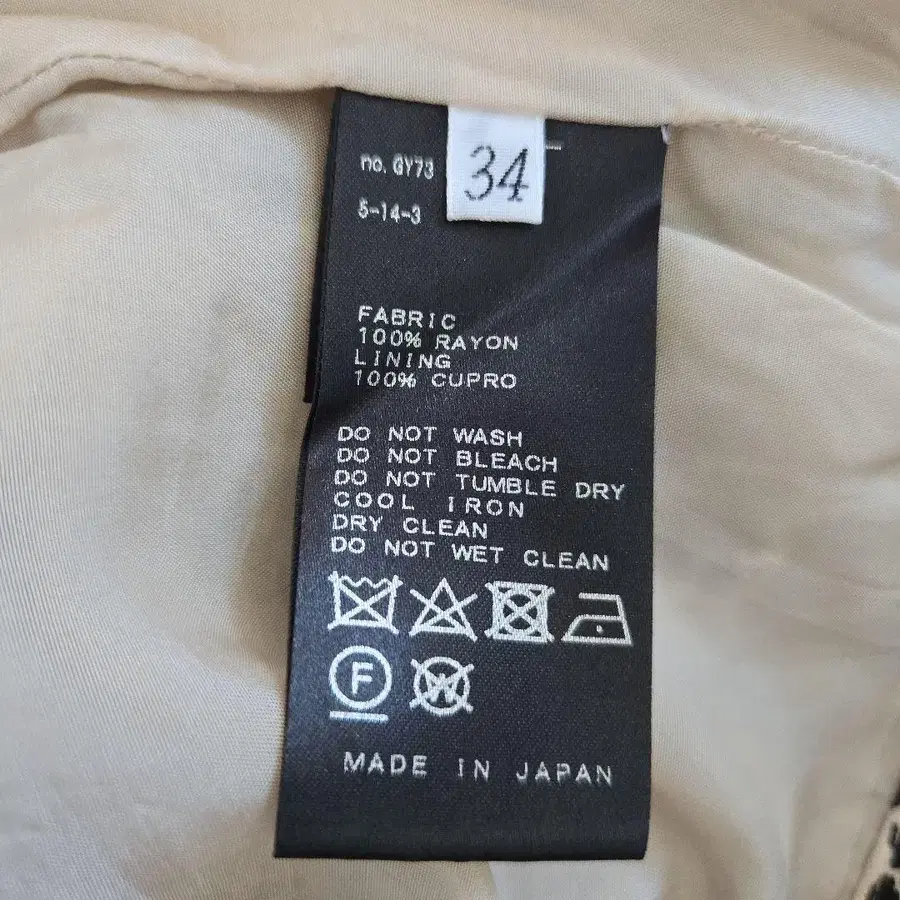 no. GY73
34
5-14-3
FABRIC
100% RAYON
LINING
100% CUPRO
DO NOT WASH
DO NOT BLEACH
DO NOT TUMBLE DRY
COOL IRON
DRY CLEAN
DO NOT WET CLEAN
F
W
MADE IN JAPAN